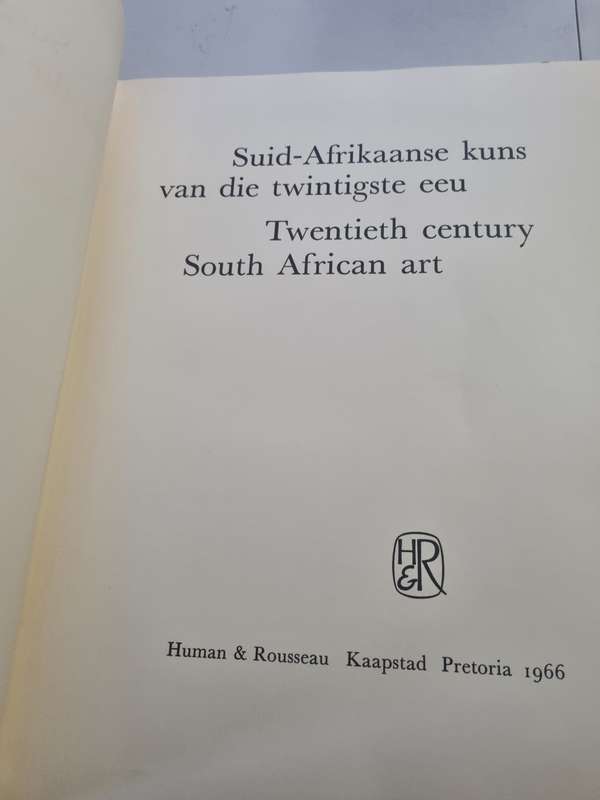 Suid-Afrikaanse kuns
van die twintigste eeu
Twentieth century
South African art
H
&R
Human & Rousseau Kaapstad Pretoria 1966